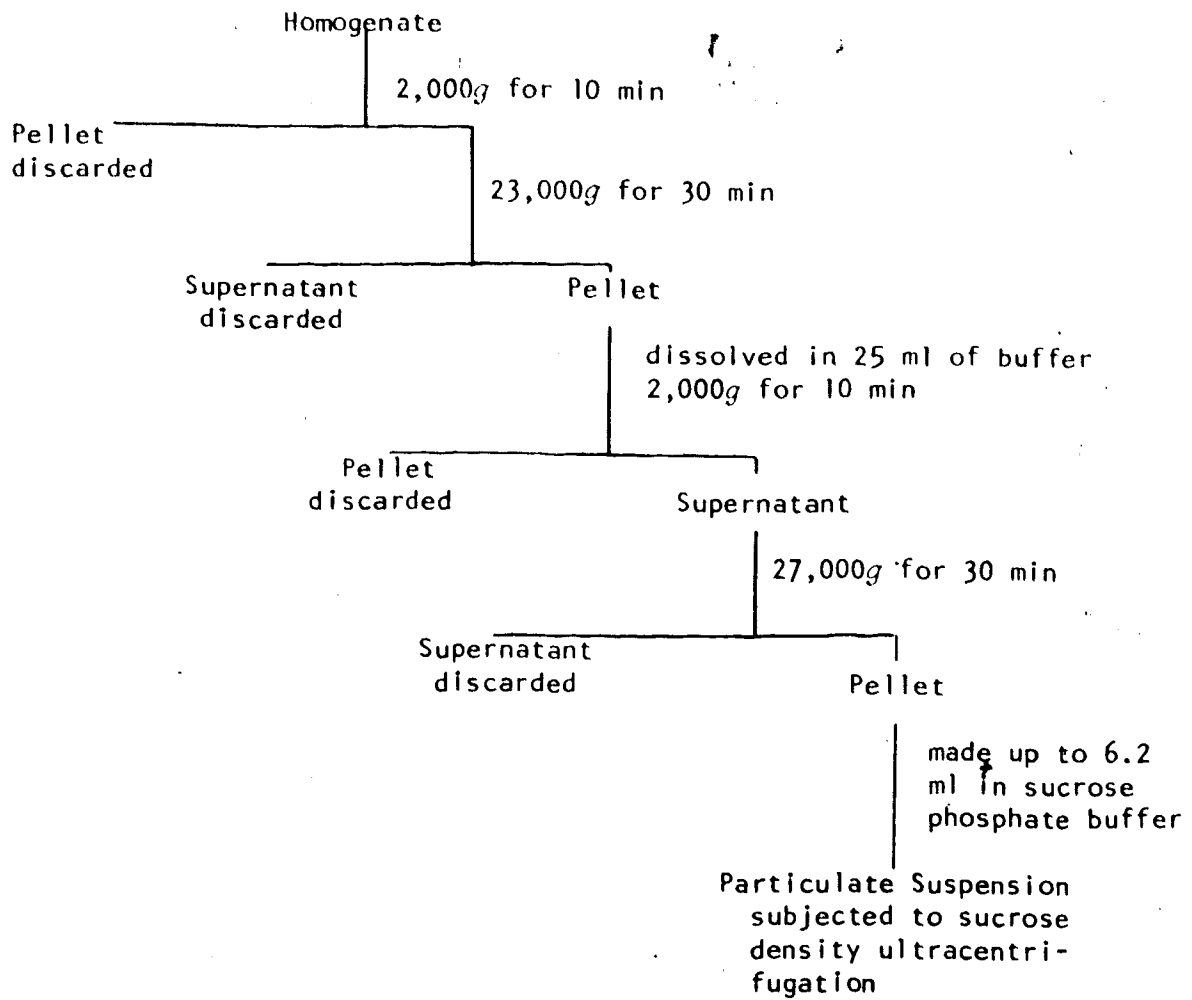 Homogenate
2,000g for 10 min
Pellet
discarded
23,000g for 30 min
Supernatant
discarded
Pellet
dissolved in 25 ml of buffer
2,000g for 10 min
Pellet
discarded
Supernatant
27,000g for 30 min
Supernatant
discarded
Pellet
made up to 6.2
ml in sucrose
phosphate buffer
Particulate Suspension
subjected to sucrose
density ultracentri-
fugation